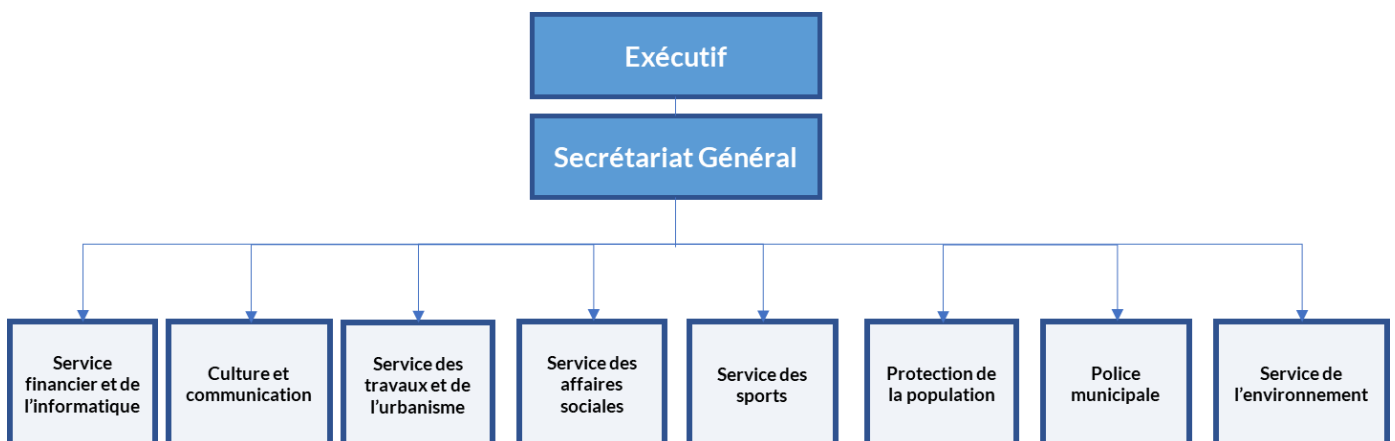 Exécutif
Secrétariat Général
Service
financier et de
l'informatique
Culture et
communication
Service des
travaux et de
l'urbanisme
Service des
affaires
sociales
Service des
sports
Protection de
la population
Police
municipale
Service de
l'environnement